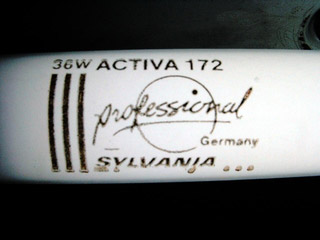 36W ACTIVA 172
professional
Germany
SYLVANIA ...